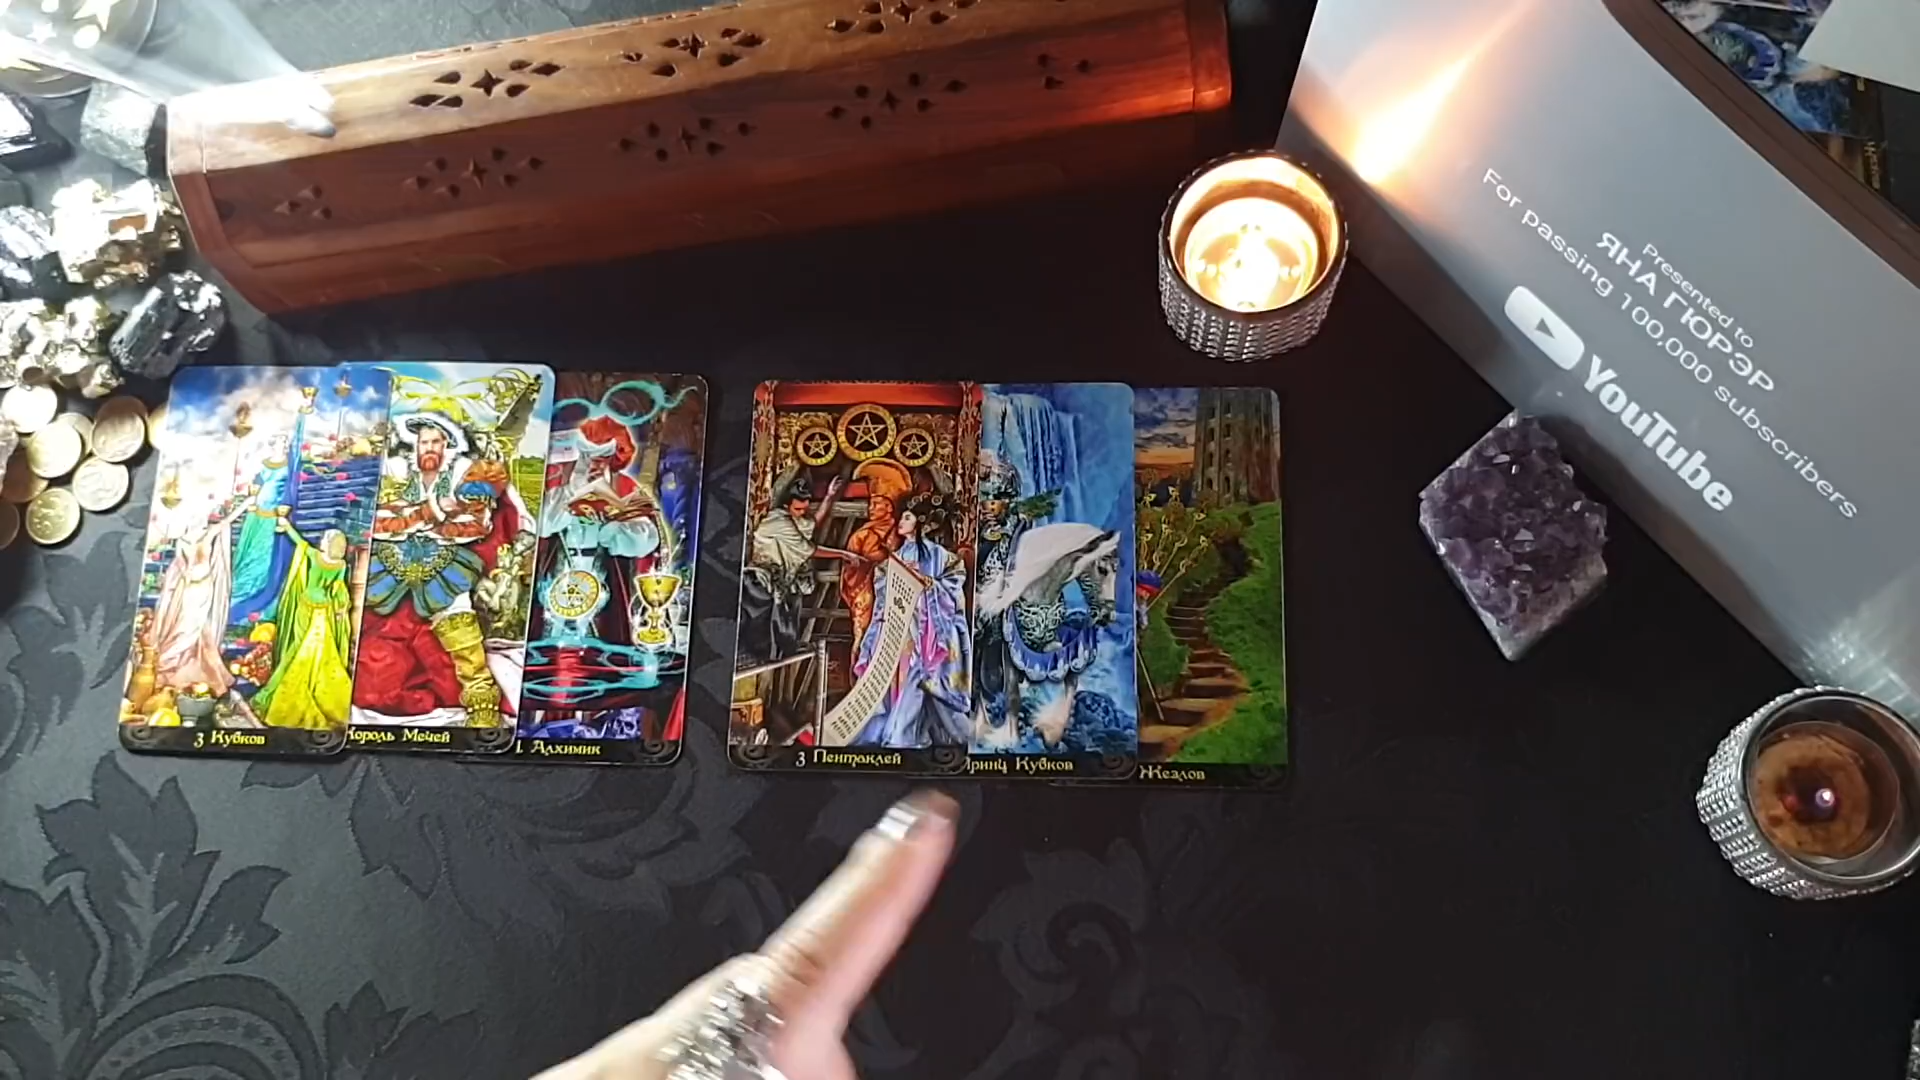 Presented to
ЯНА ГЮРЭР
For passing 100,000 subscribers
YouTube
3 Кубков
Король Мечей
1. Алхимик
3 Пентаклей
Принц Кубков
Жезлов